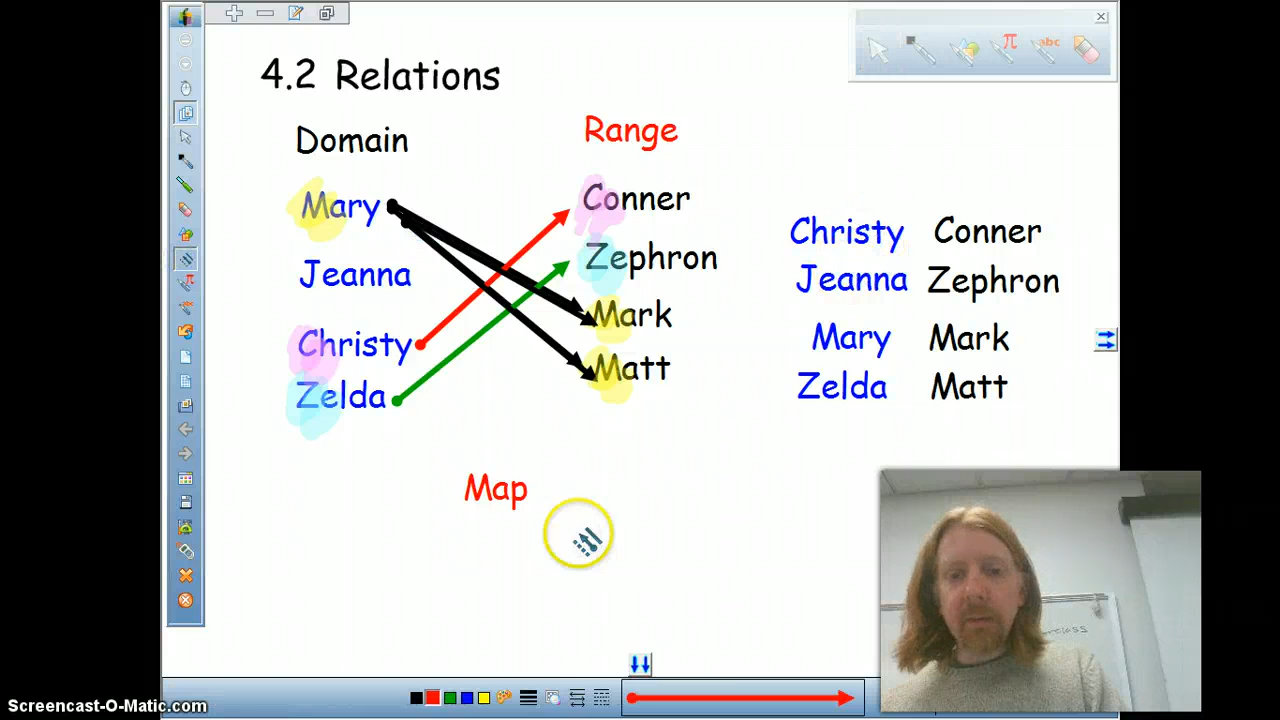 π
abc
4.2 Relations
Domain
Range
Mary
Conner
Jeanna
Zephron
Christy
Mark
Zelda
Matt
Christy Conner
Jeanna Zephron
Mary Mark
Zelda Matt
Map
Screencast-O-Matic.com